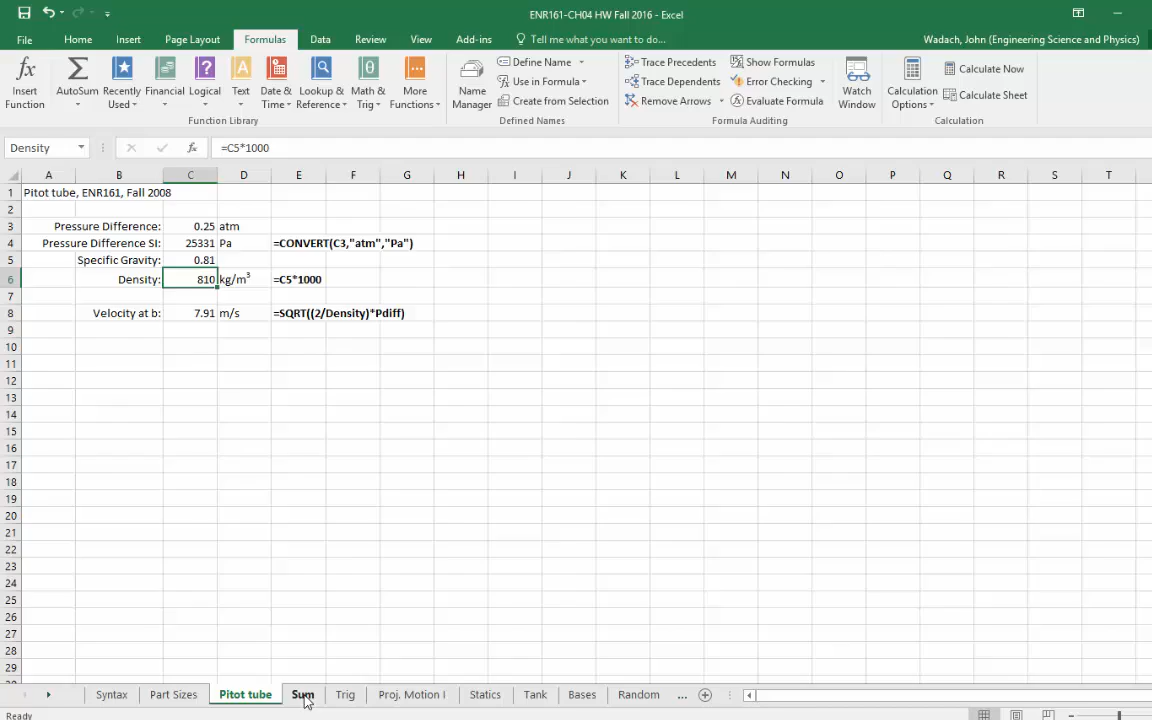 ENR161-CH04 HW Fall 2016 - Excel
File Home Insert Page Layout Formulas Data Review View Add-ins Tell me what you want to do... Wadach, John (Engineering Science and Physics)
Insert Function
AutoSum
Recently Used
Financial
Logical
Text
Date & Time
Lookup & Reference
Math & Trig
More Functions
Function Library
Name Manager
Define Name
Use in Formula
Create from Selection
Defined Names
Trace Precedents
Trace Dependents
Remove Arrows
Show Formulas
Error Checking
Evaluate Formula
Formula Auditing
Watch Window
Calculation Options
Calculate Now
Calculate Sheet
Calculation
Density fx =C5*1000
A B C D E F G H I J K L M N O P Q R S T
1 Pitot tube, ENR161, Fall 2008
2
3 Pressure Difference: 0.25 atm
4 Pressure Difference SI: 25331 Pa =CONVERT(C3,"atm","Pa")
5 Specific Gravity: 0.81
6 Density: 810 kg/m³ =C5*1000
7
8 Velocity at b: 7.91 m/s =SQRT((2/Density)*Pdiff)
9
10
11
12
13
14
15
16
17
18
19
20
21
22
23
24
25
26
27
28
29
Syntax Part Sizes Pitot tube Sum Trig Proj. Motion I Statics Tank Bases Random ...
Ready